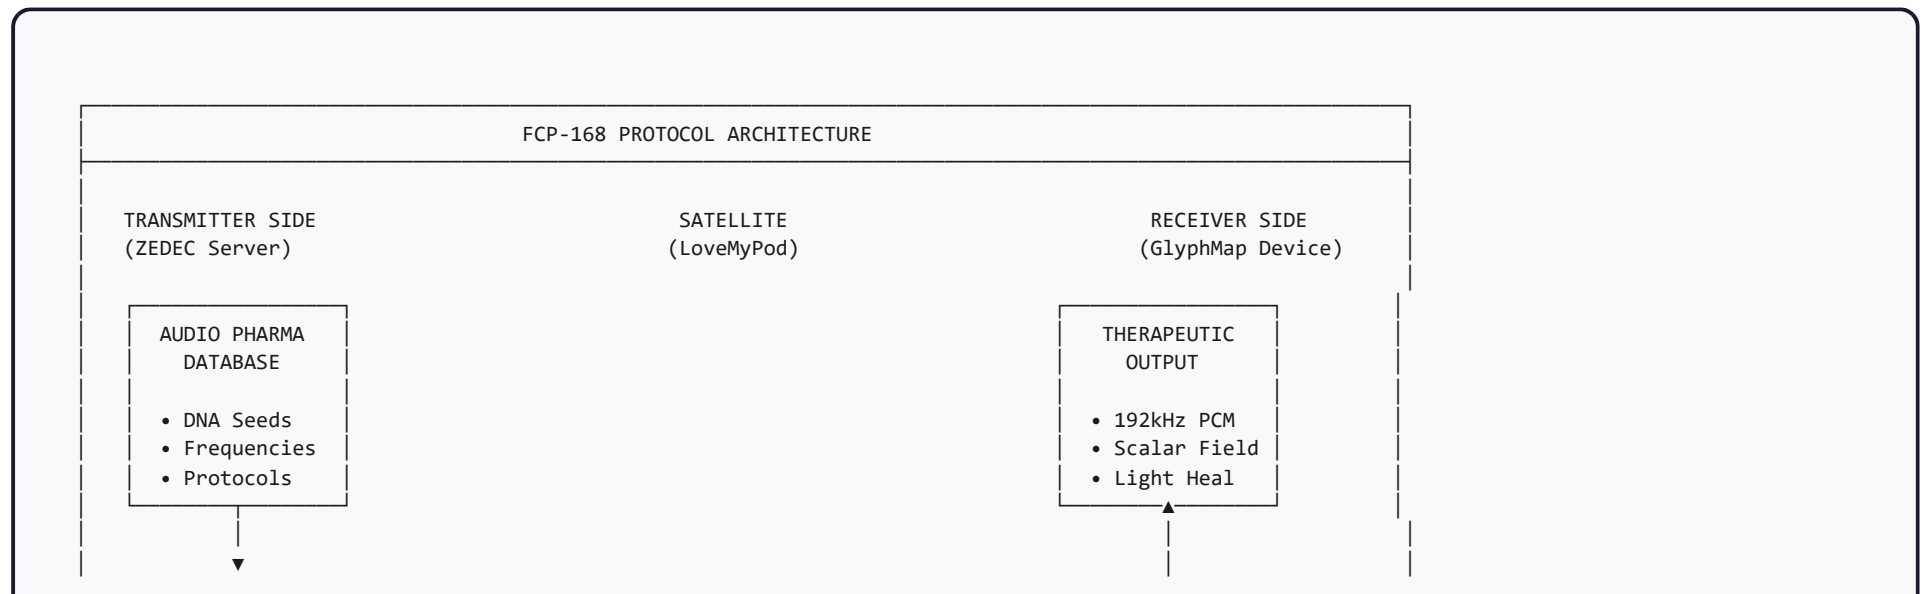 FCP-168 PROTOCOL ARCHITECTURE
TRANSMITTER SIDE SATELLITE RECEIVER SIDE
(ZEDEC Server) (LoveMyPod) (GlyphMap Device)
AUDIO PHARMA THERAPEUTIC
DATABASE OUTPUT
• DNA Seeds • 192kHz PCM
• Frequencies • Scalar Field
• Protocols • Light Heal